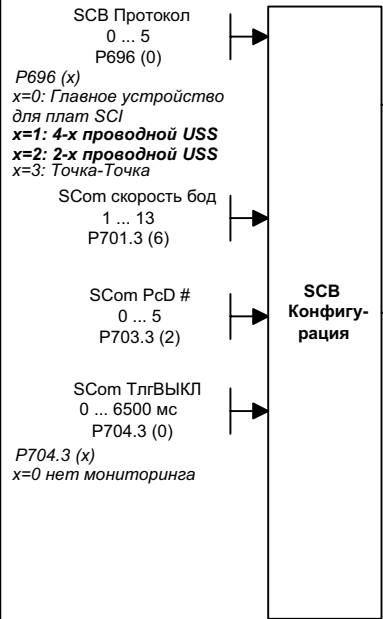 SCB Протокол
0 ... 5
P696 (0)
P696 (x)
x=0: Главное устройство
для плат SCI
x=1: 4-х проводной USS
x=2: 2-х проводной USS
x=3: Точка-Точка
SCom скорость бод
1 ... 13
P701.3 (6)
SCom PcD #
0 ... 5
P703.3 (2)
SCB
Конфигу-
рация
SCom ТлгВЫКЛ
0 ... 6500 мс
P704.3 (0)
P704.3 (x)
x=0 нет мониторинга